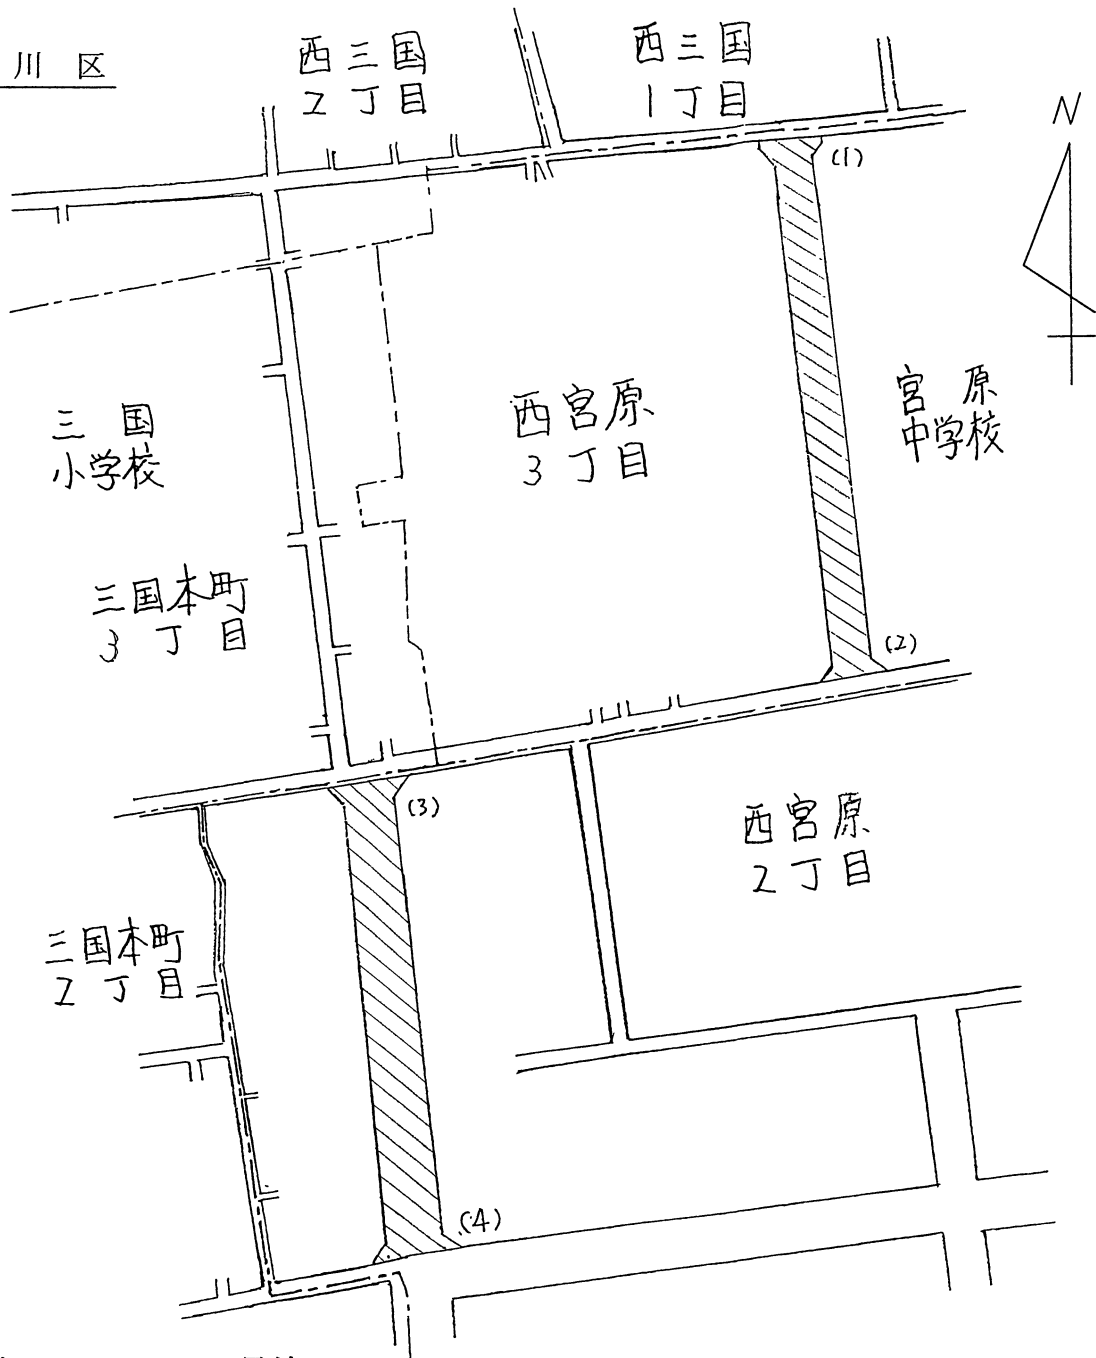 川 区
西三国
2丁目
西三国
1丁目
N
(1)
三 国
小学校
西宮原
3丁目
宮 原
中学校
三国本町
3丁目
(2)
(3)
西宮原
2丁目
三国本町
2丁目
(4)